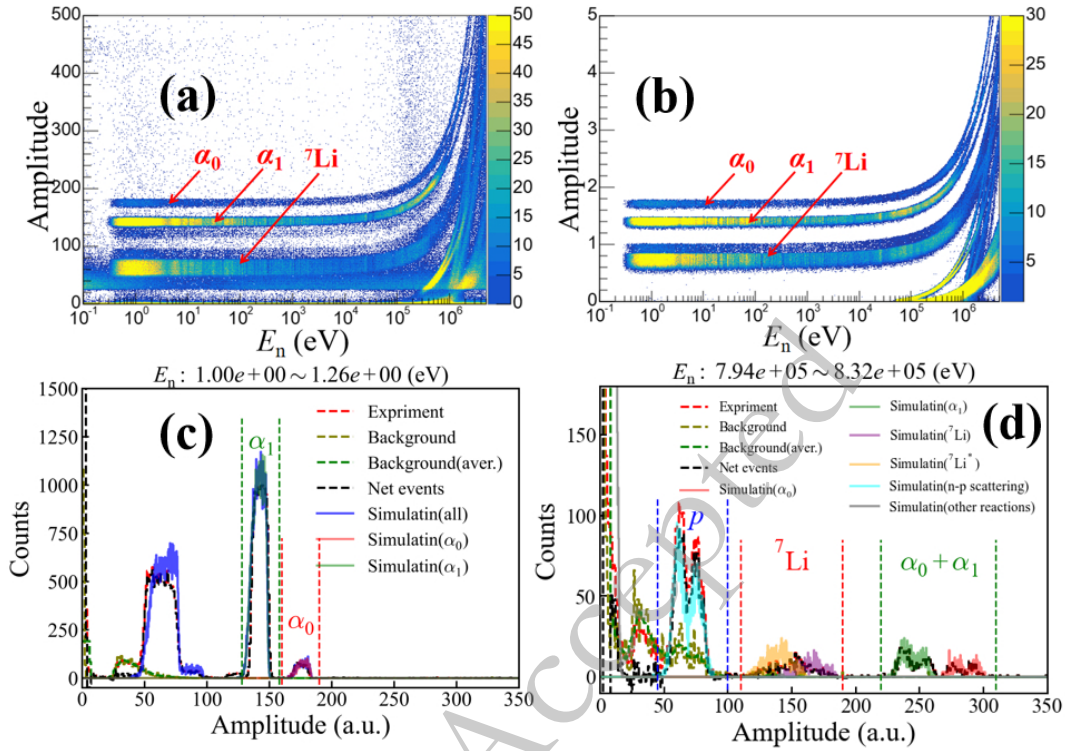 500
400
300
200
100
0
Amplitude
(a)
α0
α1
7Li
10-1
100
101
102
103
104
105
106
En (eV)
50
45
40
35
30
25
20
15
10
5
0
5
4
3
2
1
0
Amplitude
(b)
α0
α1
7Li
10-1
100
101
102
103
104
105
106
En (eV)
30
25
20
15
10
5
En: 1.00e+00 ~ 1.26e+00 (eV)
1500
1250
1000
750
500
250
0
Counts
(c)
α1
α0
Expriment
Background
Background(aver.)
Net events
Simulatin(all)
Simulatin(α0)
Simulatin(α1)
0
50
100
150
200
250
300
350
Amplitude (a.u.)
En: 7.94e+05 ~ 8.32e+05 (eV)
150
100
50
0
Counts
(d)
Expriment
Background
Background(aver.)
Net events
Simulatin(α0)
Simulatin(α1)
Simulatin(7Li)
Simulatin(7Li*)
Simulatin(n-p scattering)
Simulatin(other reactions)
p
7Li
α0 + α1
0
50
100
150
200
250
300
350
Amplitude (a.u.)
Accepted